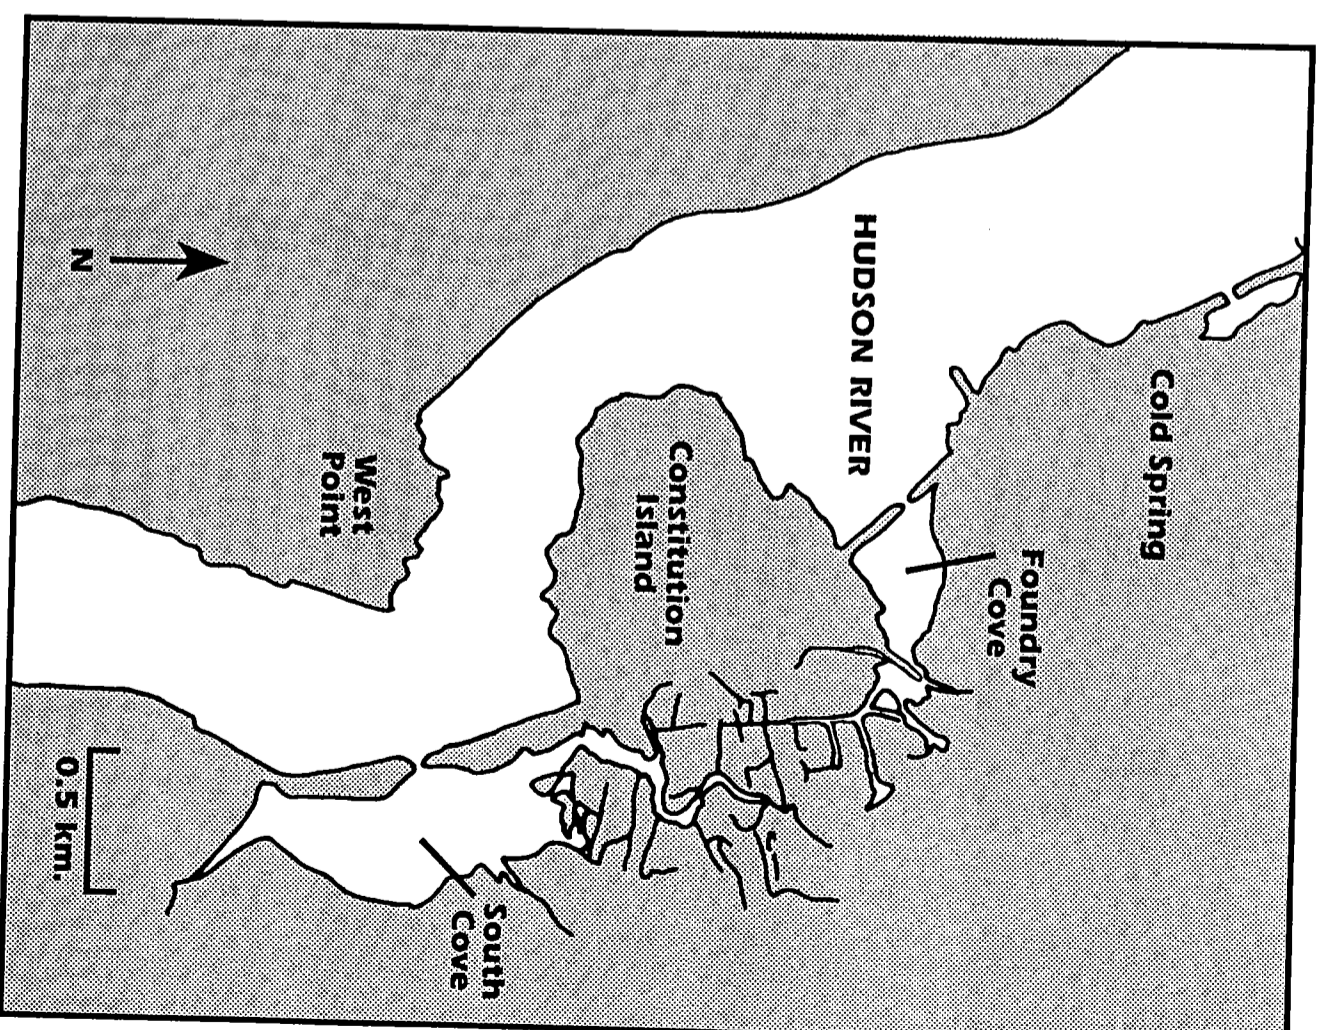 Cold Spring
HUDSON RIVER
Foundry
Cove
Constitution
Island
West
Point
South
Cove
N
0.5 km.